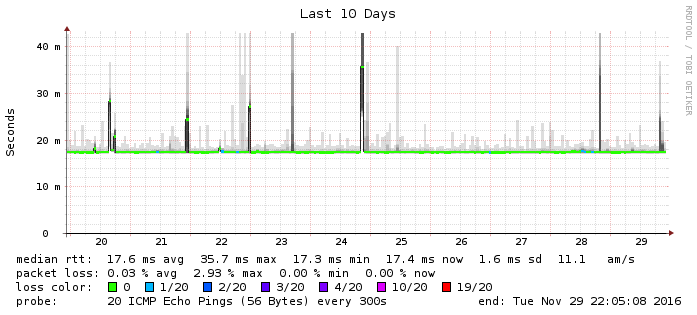 Last 10 Days
RRDTOOL / TOBI OETIKER
Seconds
40 m
30 m
20 m
10 m
0
20 21 22 23 24 25 26 27 28 29
median rtt: 17.6 ms avg 35.7 ms max 17.3 ms min 17.4 ms now 1.6 ms sd 11.1 am/s
packet loss: 0.03 % avg 2.93 % max 0.00 % min 0.00 % now
loss color: 0 1/20 2/20 3/20 4/20 10/20 19/20
probe: 20 ICMP Echo Pings (56 Bytes) every 300s end: Tue Nov 29 22:05:08 2016